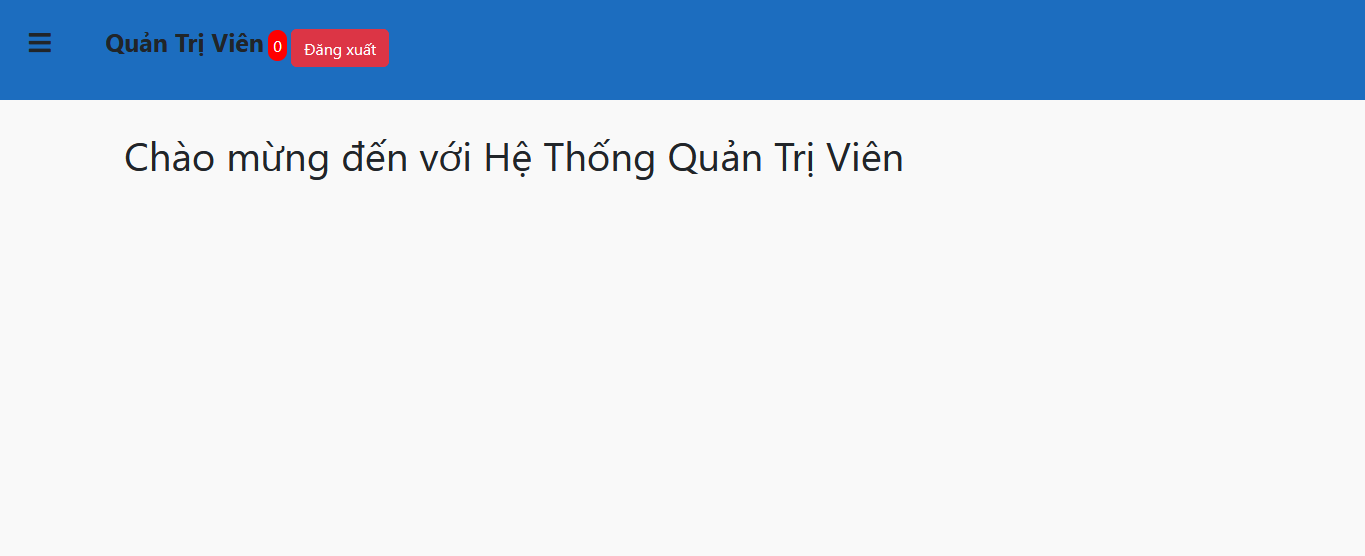 Quản Trị Viên 0 Đăng xuất
Chào mừng đến với Hệ Thống Quản Trị Viên